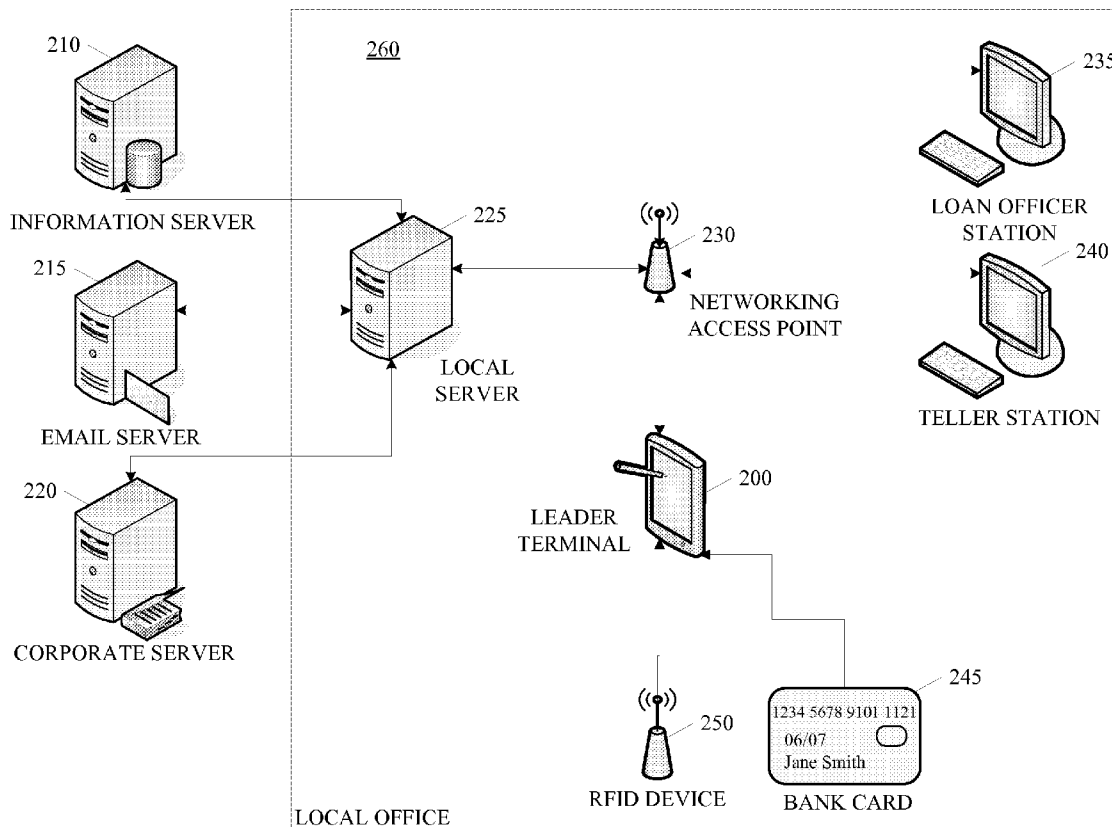 210
260
235
INFORMATION SERVER
225
LOAN OFFICER
STATION
230
215
240
NETWORKING
ACCESS POINT
LOCAL
SERVER
EMAIL SERVER
TELLER STATION
220
200
LEADER
TERMINAL
CORPORATE SERVER
245
1234 5678 9101 1121
250
06/07
Jane Smith
RFID DEVICE
BANK CARD
LOCAL OFFICE